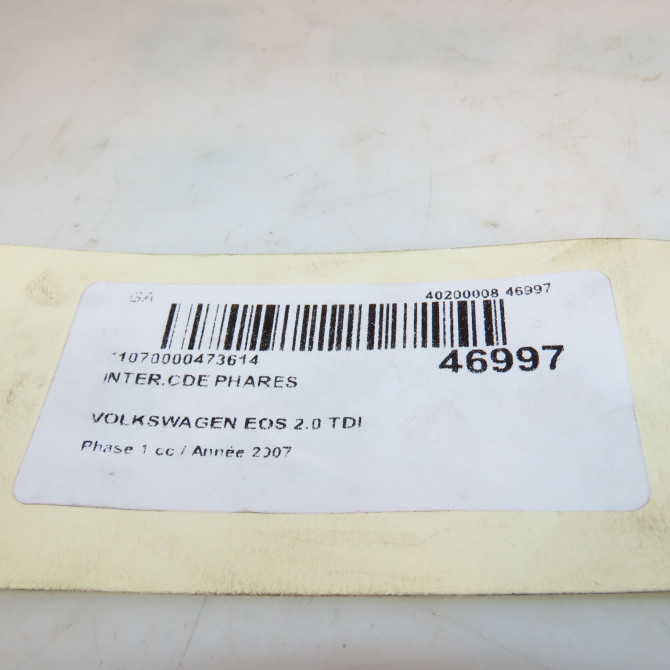 GA
40200008 46997
*1070000473614
46997
INTER.CDE PHARES
VOLKSWAGEN EOS 2.0 TDI
Phase 1 cc / Année 2007